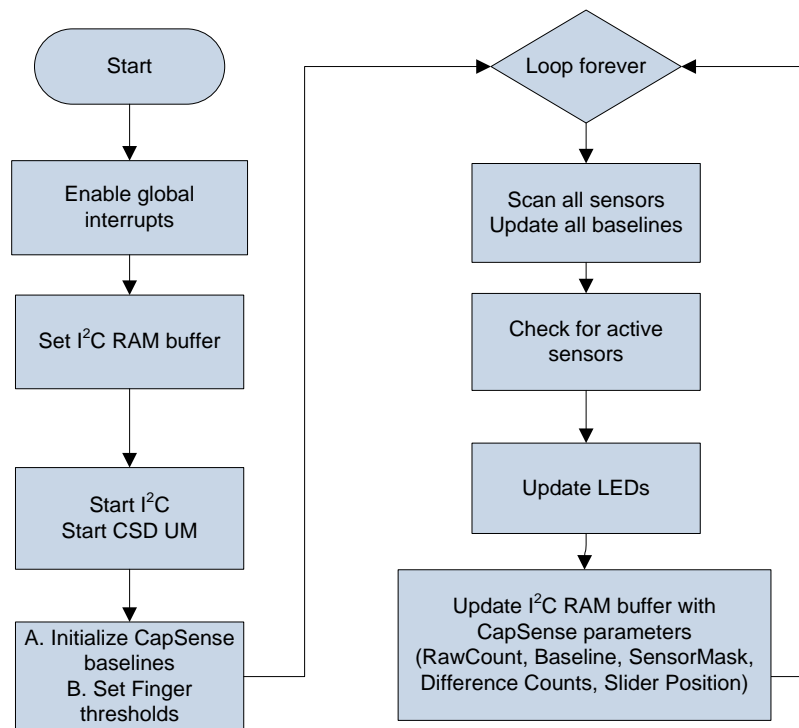 Start
Enable global
interrupts
Set I²C RAM buffer
Start I²C
Start CSD UM
A. Initialize CapSense
baselines
B. Set Finger
thresholds
Loop forever
Scan all sensors
Update all baselines
Check for active
sensors
Update LEDs
Update I²C RAM buffer with
CapSense parameters
(RawCount, Baseline, SensorMask,
Difference Counts, Slider Position)